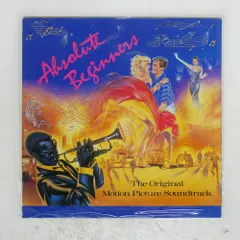 Absolute
Beginners
The Original
Motion Picture Soundtrack